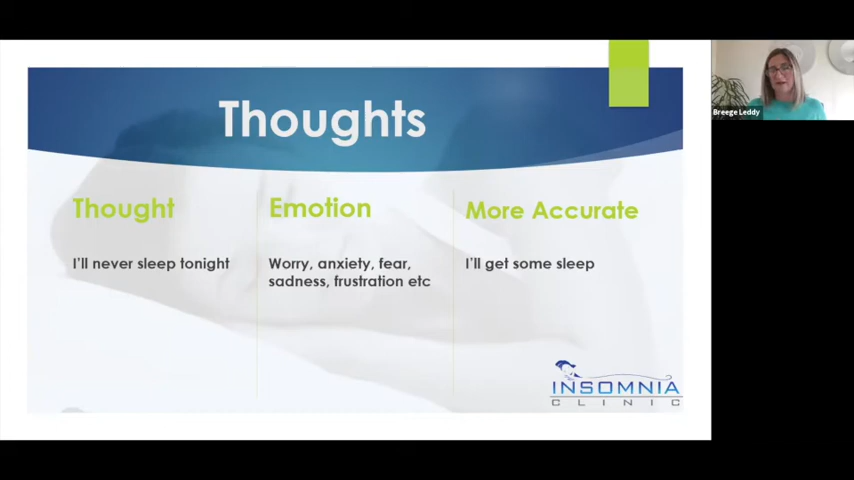 Thoughts
Breege Leddy
Thought
Emotion
More Accurate
I'll never sleep tonight
Worry, anxiety, fear,
sadness, frustration etc
I'll get some sleep
INSOMNIA
CLINIC